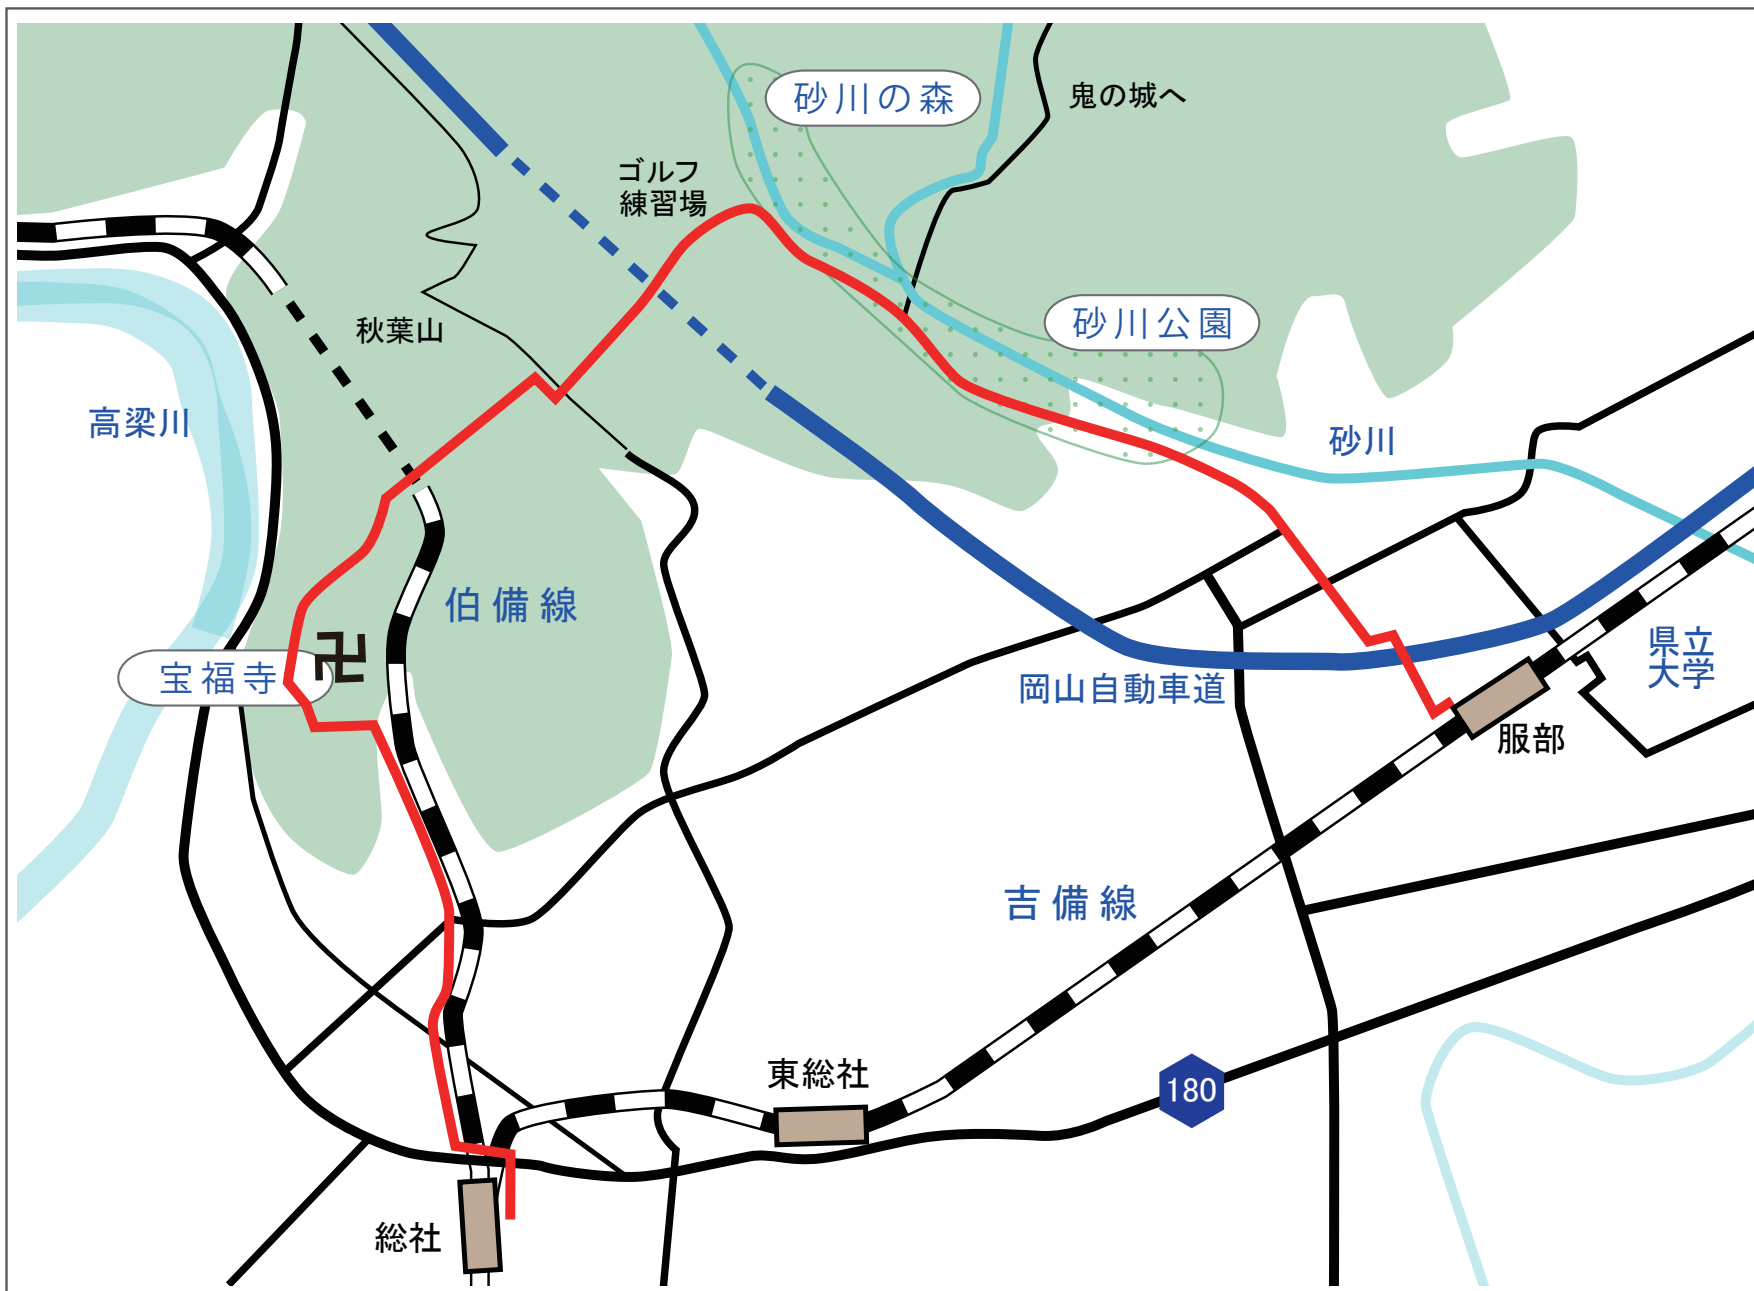 砂川の森
鬼の城へ
ゴルフ
練習場
秋葉山
砂川公園
高梁川
砂川
伯備線
宝福寺
卍
岡山自動車道
県立
大学
服部
吉備線
東総社
180
総社